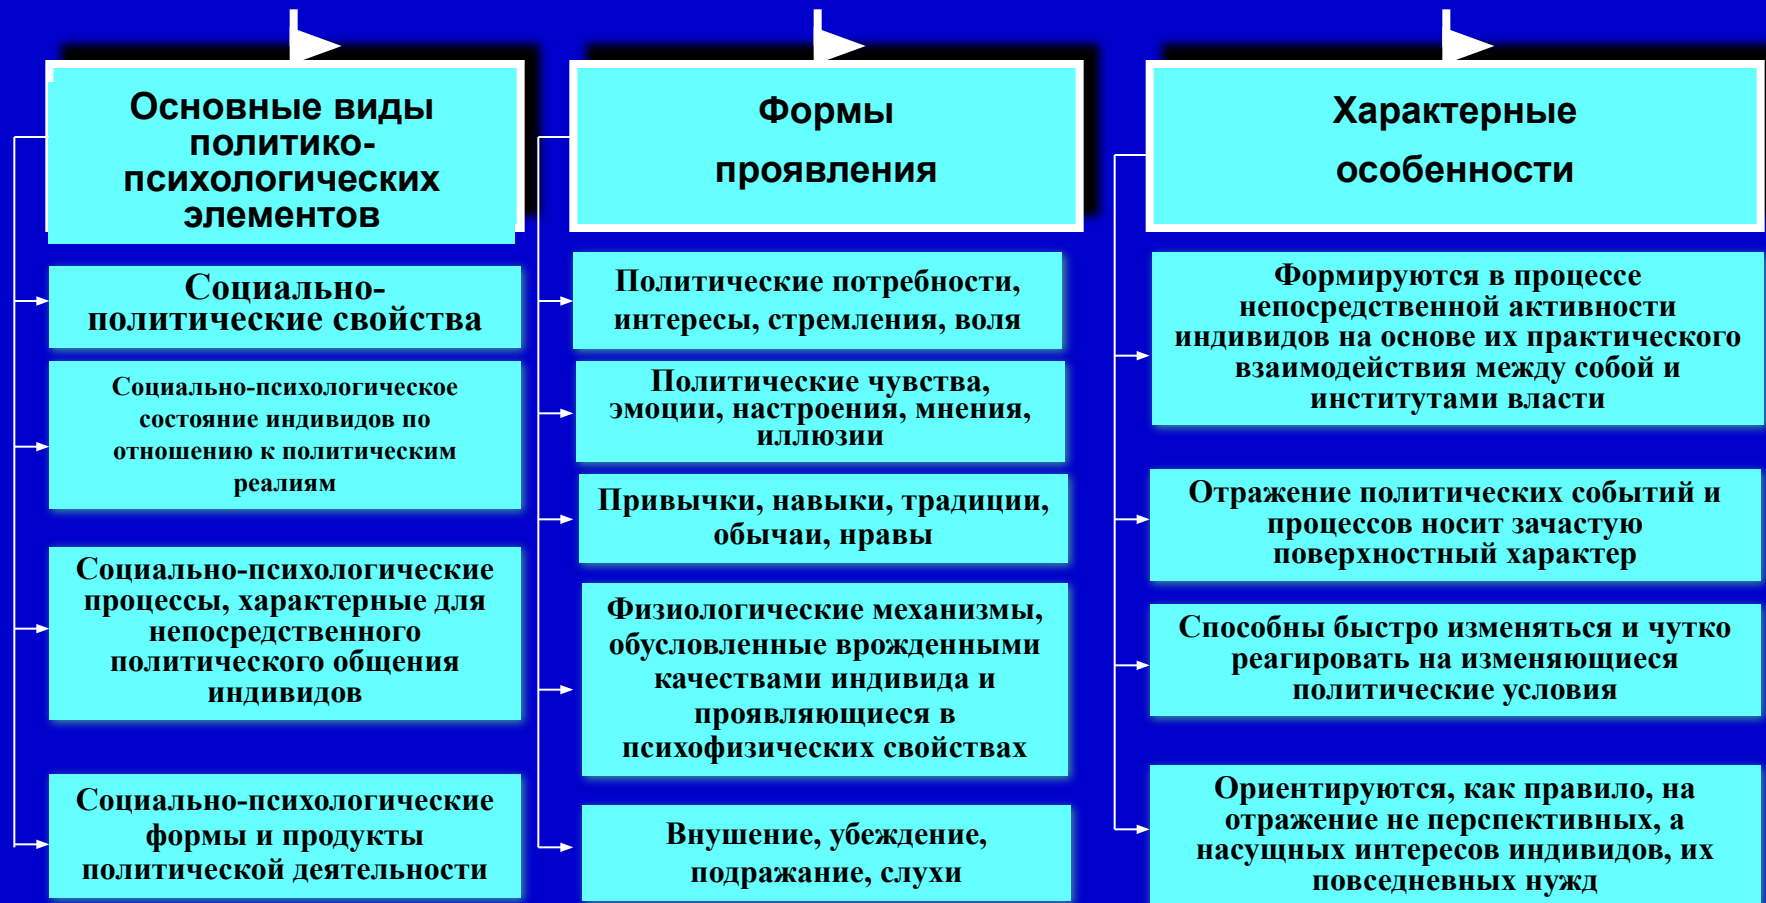 Основные виды
политико-
психологических
элементов
Социально-
политические свойства
Социально-психологическое
состояние индивидов по
отношению к политическим
реалиям
Социально-психологические
процессы, характерные для
непосредственного
политического общения
индивидов
Социально-психологические
формы и продукты
политической деятельности
Формы
проявления
Политические потребности,
интересы, стремления, воля
Политические чувства,
эмоции, настроения, мнения,
иллюзии
Привычки, навыки, традиции,
обычаи, нравы
Физиологические механизмы,
обусловленные врожденными
качествами индивида и
проявляющиеся в
психофизических свойствах
Внушение, убеждение,
подражание, слухи
Характерные
особенности
Формируются в процессе
непосредственной активности
индивидов на основе их практического
взаимодействия между собой и
институтами власти
Отражение политических событий и
процессов носит зачастую
поверхностный характер
Способны быстро изменяться и чутко
реагировать на изменяющиеся
политические условия
Ориентируются, как правило, на
отражение не перспективных, а
насущных интересов индивидов, их
повседневных нужд